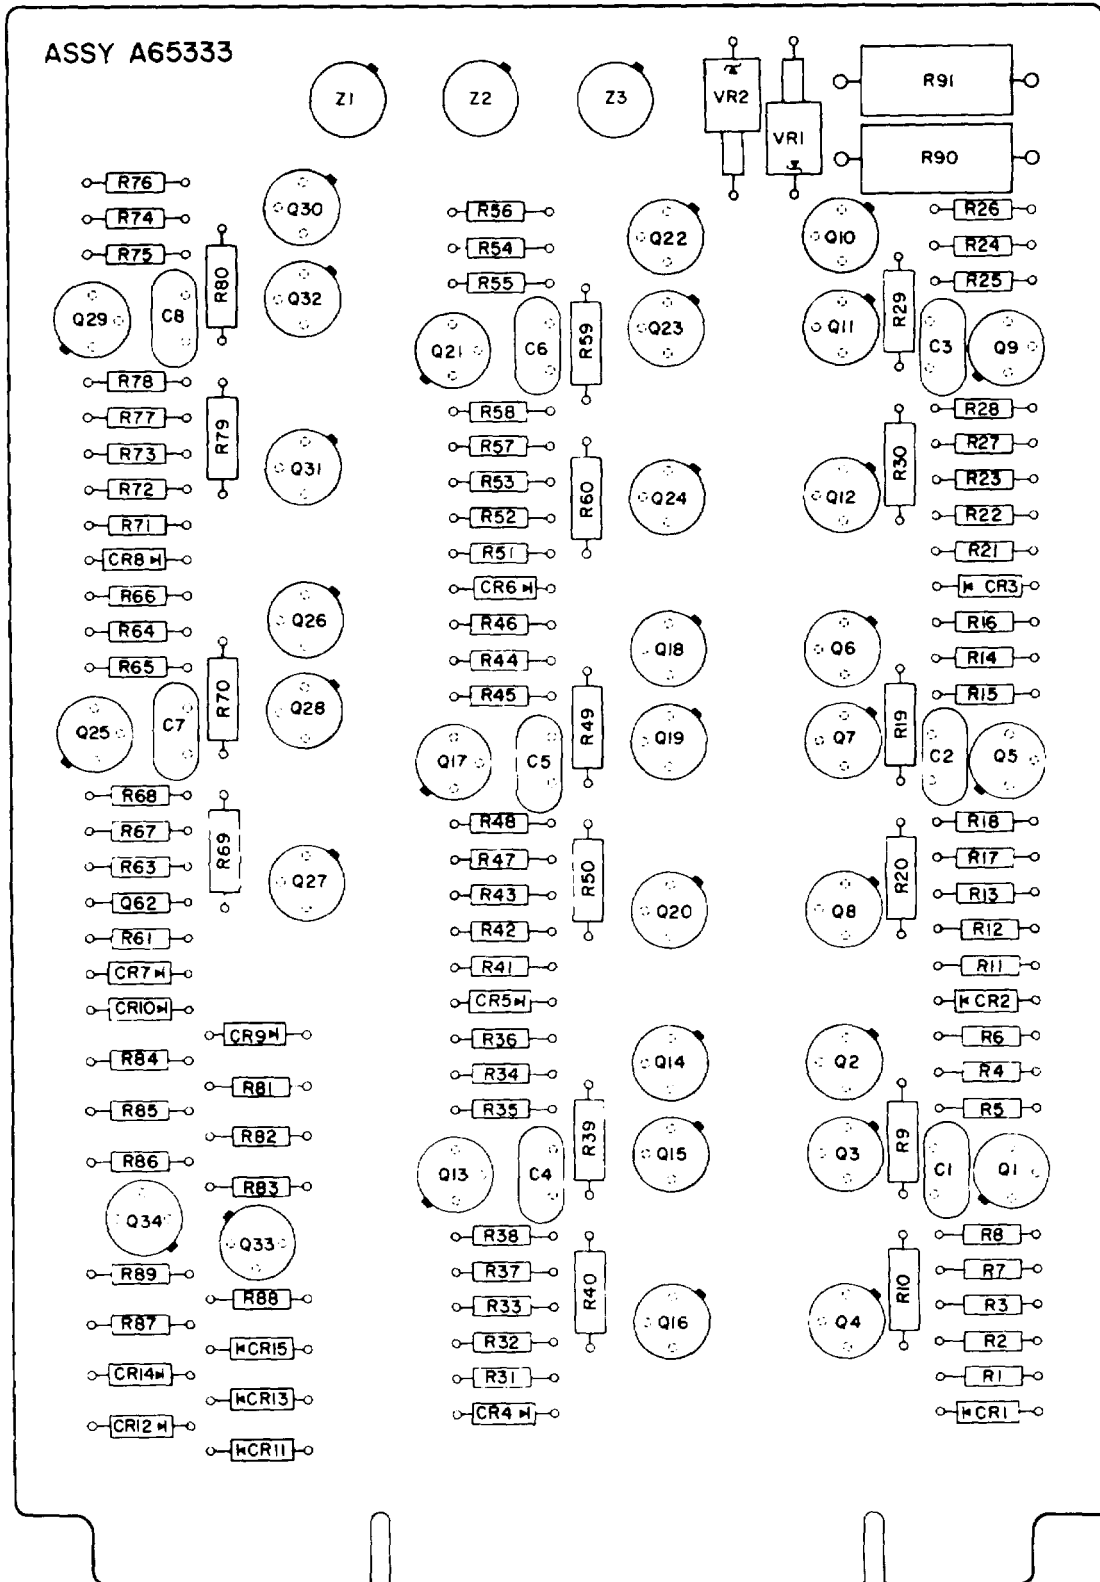 ASSY A65333
Z1 Z2 Z3 VR2 VR1 R91
R90
R76 Q30 R56 Q22 Q10 R26
R74 R54 R24
R75 R80 R55 R29 R25
Q29 C8 Q32 Q21 C6 R59 Q23 Q11 C3 Q9
R78 R58 R28
R77 R79 R57 R27
R73 Q31 R53 R60 Q24 Q12 R30 R23
R72 R52 R22
R71 R51 R21
CR8 CR6 CR3
R66 Q26 R46 Q18 Q6 R16
R64 R44 R14
R65 R70 R45 R49 R19 R15
Q25 C7 Q28 Q17 C5 Q19 Q7 C2 Q5
R68 R48 R18
R67 R69 R47 R17
R63 Q27 R43 R50 Q20 Q8 R20 R13
Q62 R42 R12
R61 R41 R11
CR7 CR5 CR2
CR10 CR9 R36 Q14 Q2 R6
R84 R81 R34 R4
R85 R82 R35 R39 R9 R5
R86 R83 Q13 C4 Q15 Q3 C1 Q1
Q34 Q33 R38 R8
R89 R88 R37 R40 R10 R7
R87 R33 Q16 Q4 R3
CR15 R32 R2
CR14 CR13 R31 R1
CR12 CR11 CR4 CR1